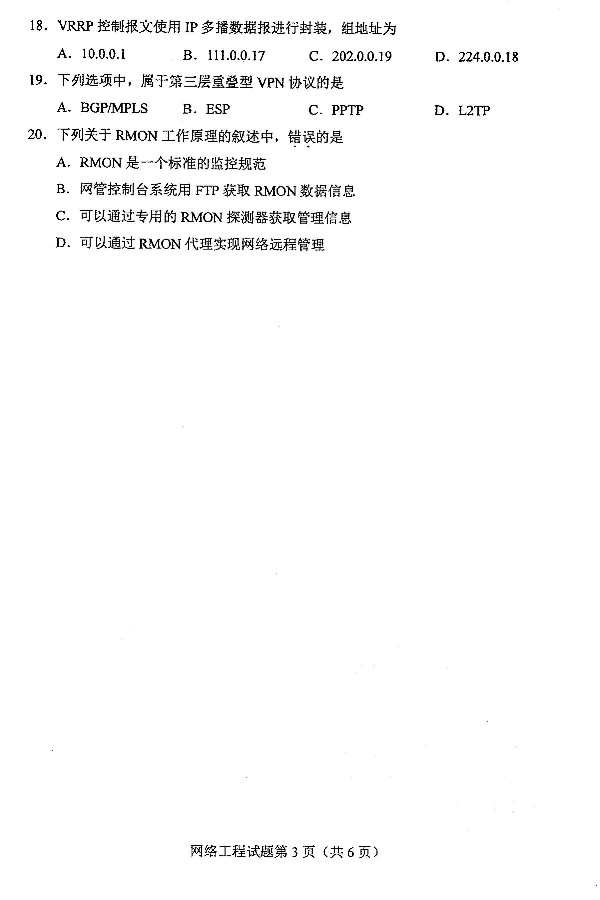 18．VRRP 控制报文使用 IP 多播数据报进行封装，组地址为
A．10.0.0.1 B．111.0.0.17 C．202.0.0.19 D．224.0.0.18
19．下列选项中，属于第三层重叠型 VPN 协议的是
A．BGP/MPLS B．ESP C．PPTP D．L2TP
20．下列关于 RMON 工作原理的叙述中，错误的是
A．RMON 是一个标准的监控规范
B．网管控制台系统用 FTP 获取 RMON 数据信息
C．可以通过专用的 RMON 探测器获取管理信息
D．可以通过 RMON 代理实现网络远程管理
网络工程试题第 3 页（共 6 页）